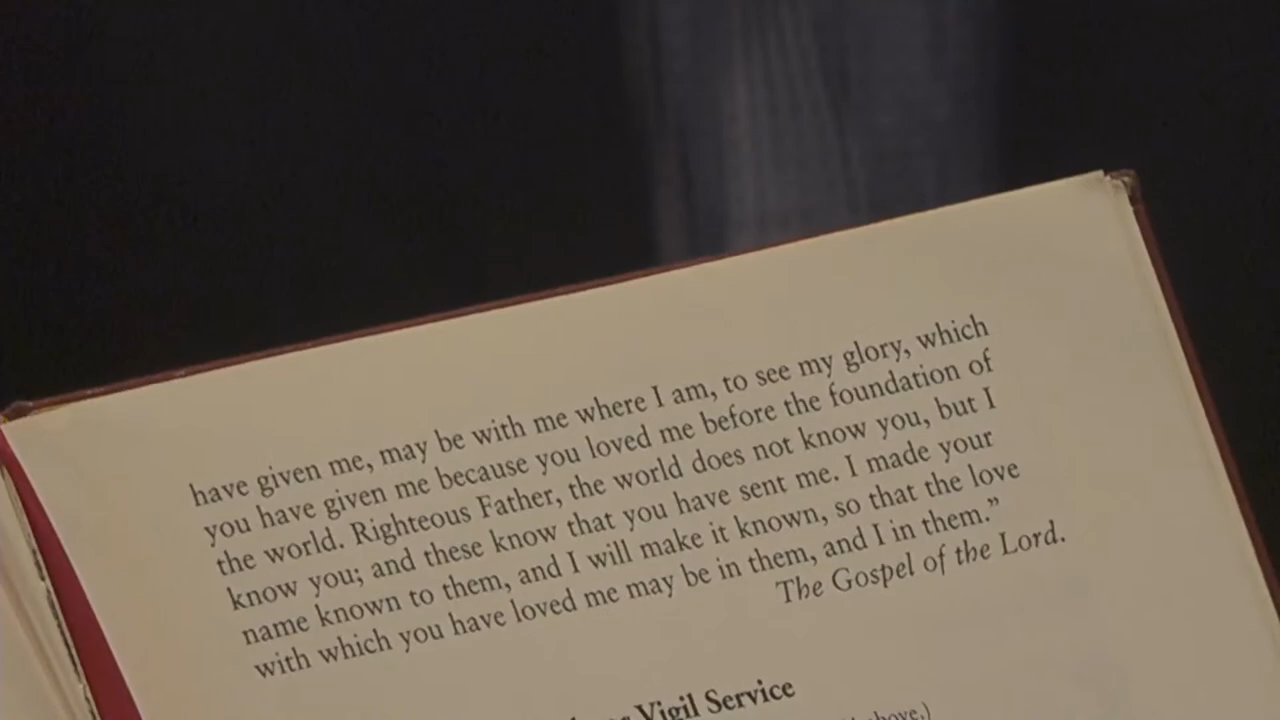 have given me, may be with me where I am, to see my glory, which
you have given me because you loved me before the foundation of
the world. Righteous Father, the world does not know you, but I
know you; and these know that you have sent me. I made your
name known to them, and I will make it known, so that the love
with which you have loved me may be in them, and I in them.”
The Gospel of the Lord.
Vigil Service
above.)